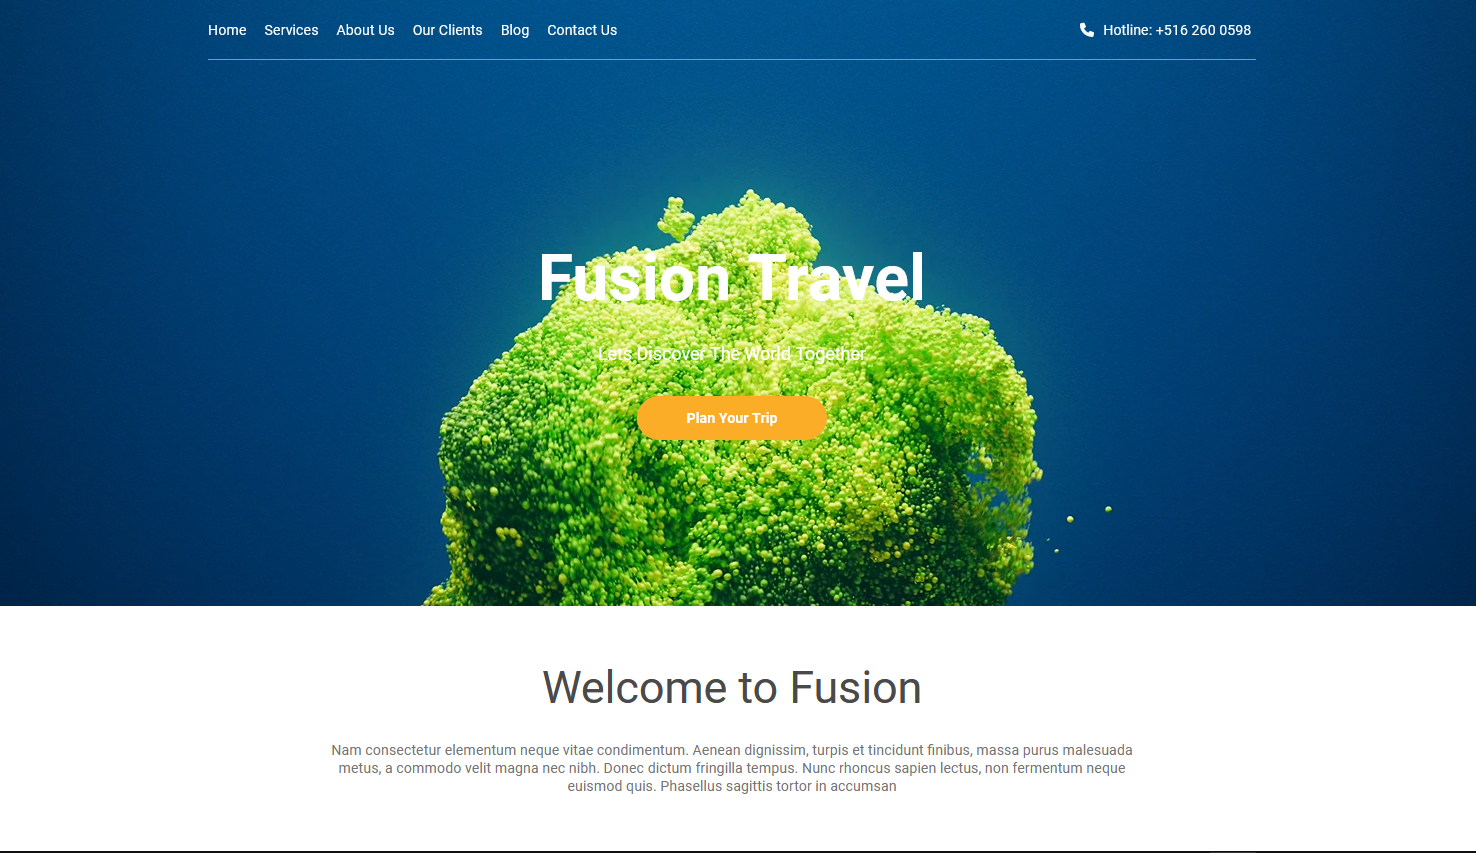 Home Services About Us Our Clients Blog Contact Us Hotline: +516 260 0598
Fusion Travel
Lets Discover The World Together
Plan Your Trip
Welcome to Fusion
Nam consectetur elementum neque vitae condimentum. Aenean dignissim, turpis et tincidunt finibus, massa purus malesuada
metus, a commodo velit magna nec nibh. Donec dictum fringilla tempus. Nunc rhoncus sapien lectus, non fermentum neque
euismod quis. Phasellus sagittis tortor in accumsan